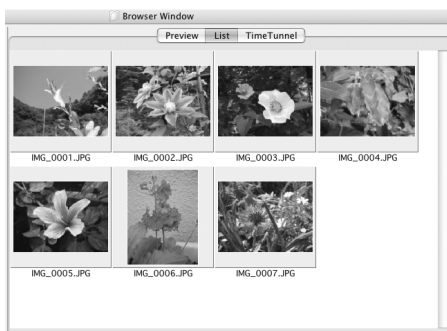 Browser Window
Preview List TimeTunnel
IMG_0001.JPG IMG_0002.JPG IMG_0003.JPG IMG_0004.JPG
IMG_0005.JPG IMG_0006.JPG IMG_0007.JPG